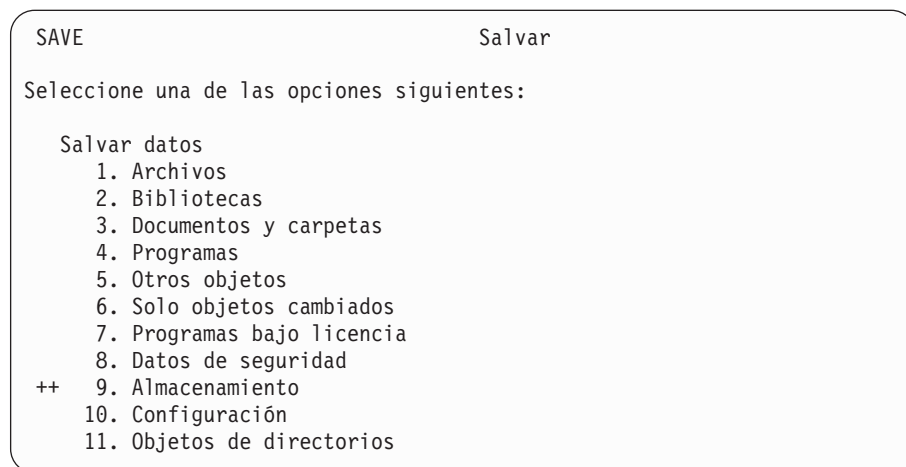 SAVE Salvar
Seleccione una de las opciones siguientes:
Salvar datos
1. Archivos
2. Bibliotecas
3. Documentos y carpetas
4. Programas
5. Otros objetos
6. Solo objetos cambiados
7. Programas bajo licencia
8. Datos de seguridad
++ 9. Almacenamiento
10. Configuración
11. Objetos de directorios